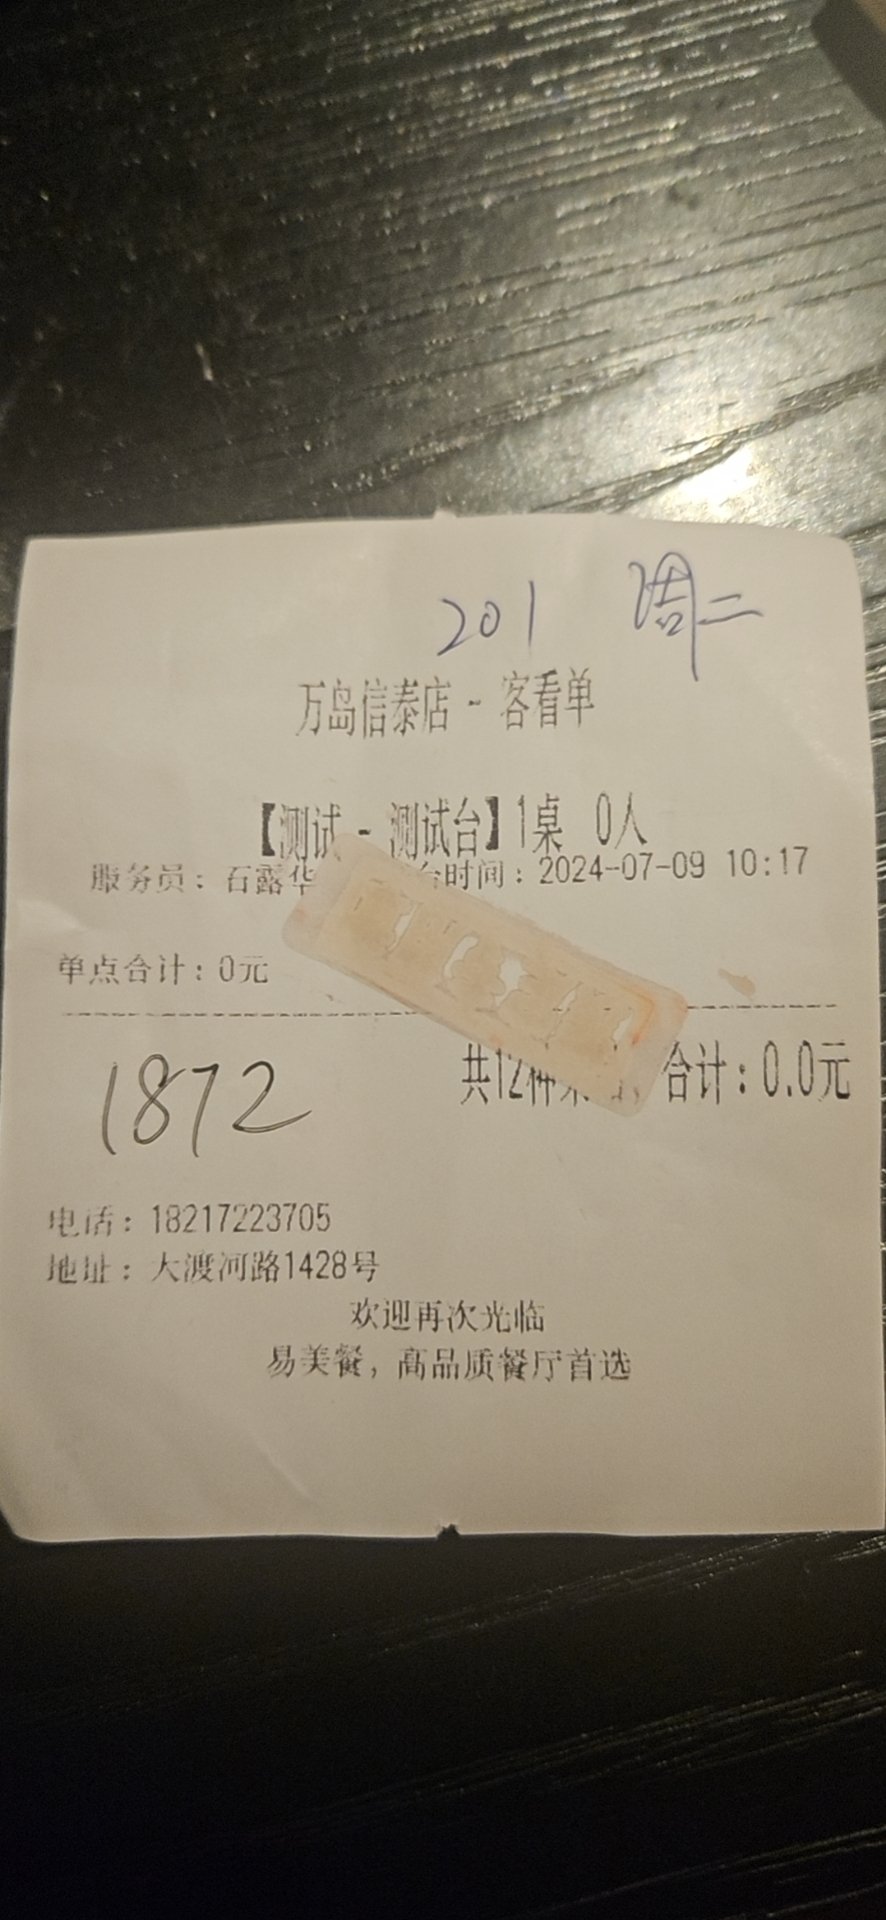 201 周二
万岛信泰店 - 客看单
【测试 - 测试台】1桌 0人
服务员：石露华 台时间：2024-07-09 10:17
单点合计：0元
1872
共12种 合计：0.0元
电话：18217223705
地址：大渡河路1428号
欢迎再次光临
易美餐，高品质餐厅首选